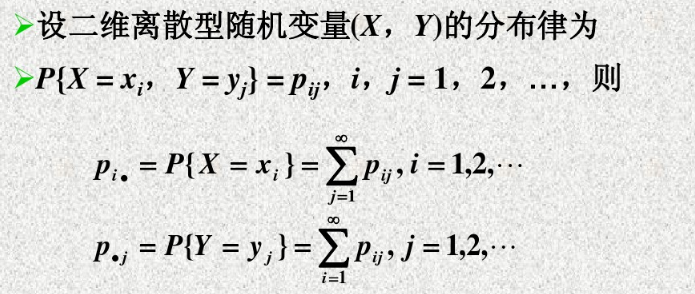 ➢设二维离散型随机变量(X，Y)的分布律为
➢P{X = xᵢ，Y = yⱼ} = pᵢⱼ，i，j = 1，2，…，则
pᵢ• = P{X = xᵢ} = ∑_{j=1}^{∞} pᵢⱼ, i = 1,2,⋯
p•ⱼ = P{Y = yⱼ} = ∑_{i=1}^{∞} pᵢⱼ, j = 1,2,⋯